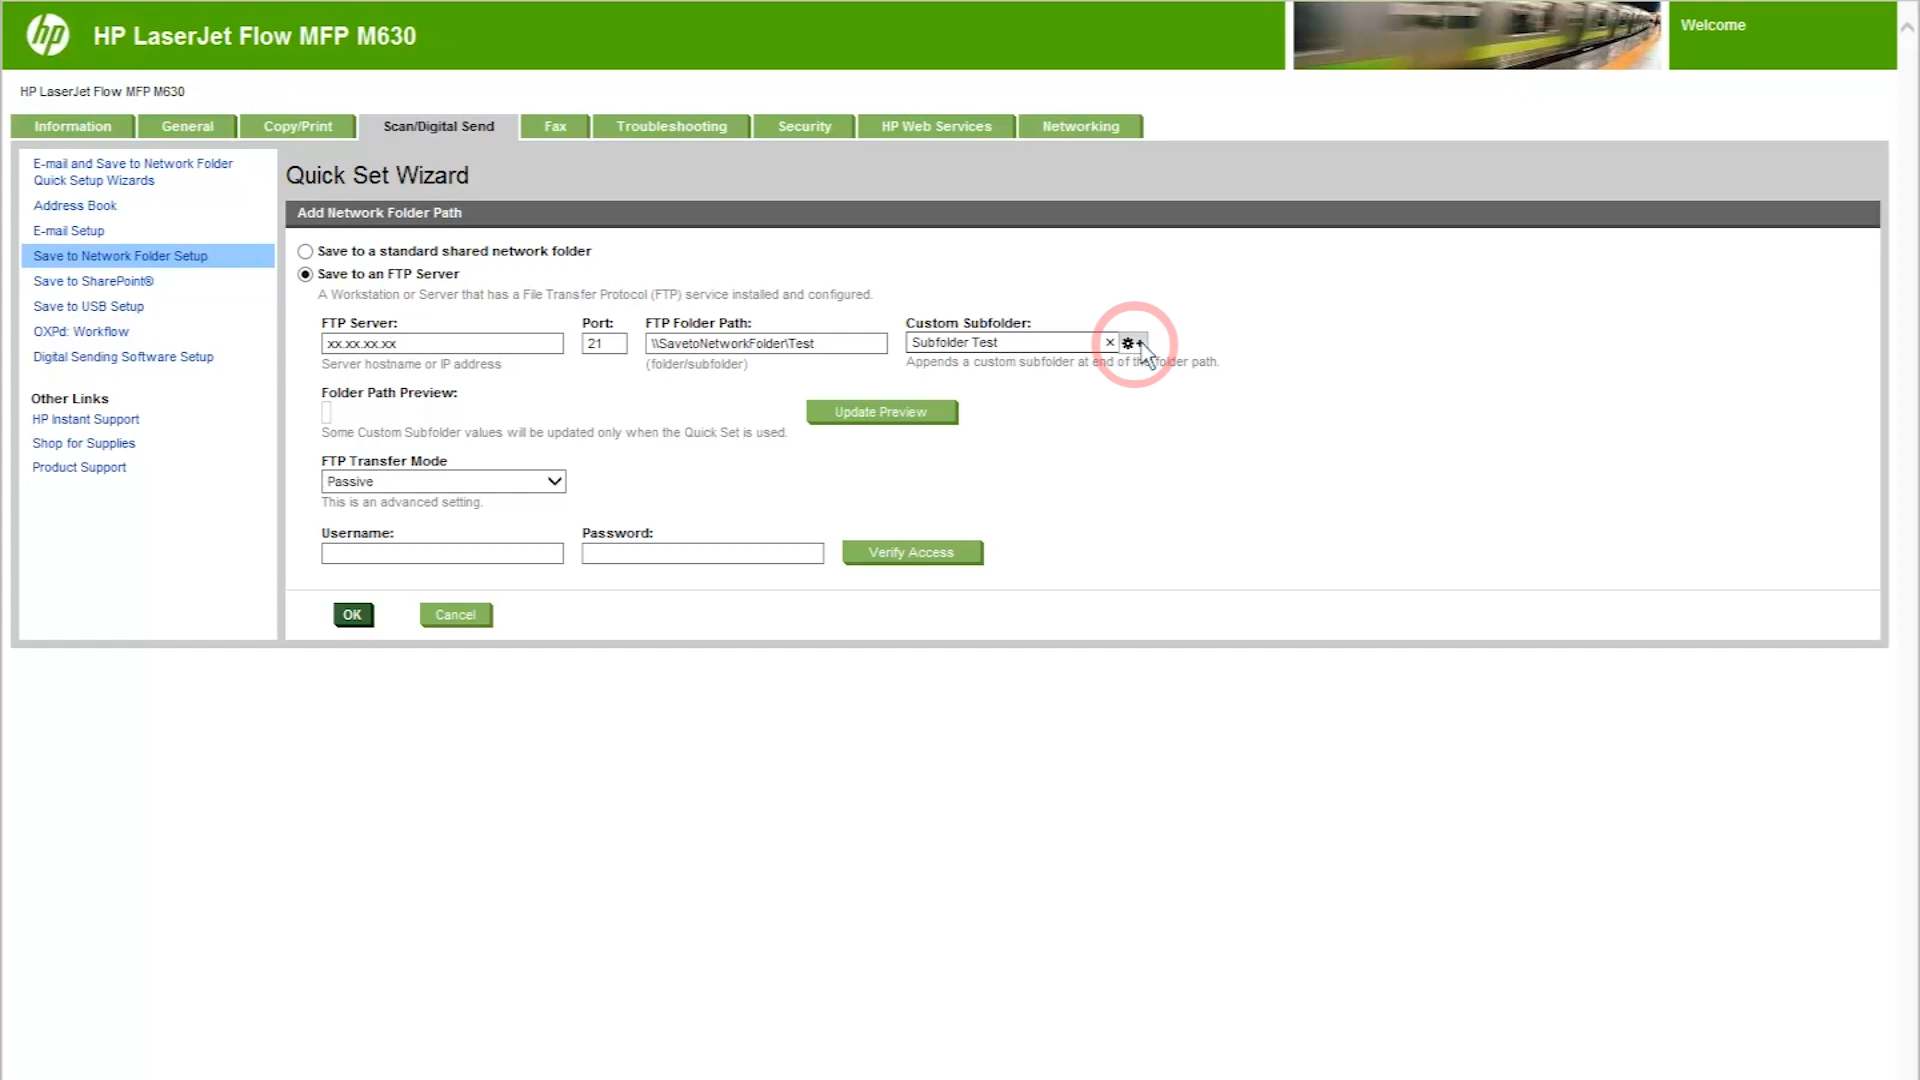 hp
HP LaserJet Flow MFP M630
Welcome
HP LaserJet Flow MFP M630
Information
General
Copy/Print
Scan/Digital Send
Fax
Troubleshooting
Security
HP Web Services
Networking
E-mail and Save to Network Folder
Quick Setup Wizards
Address Book
E-mail Setup
Save to Network Folder Setup
Save to SharePoint®
Save to USB Setup
OXPd: Workflow
Digital Sending Software Setup
Other Links
HP Instant Support
Shop for Supplies
Product Support
Quick Set Wizard
Add Network Folder Path
Save to a standard shared network folder
Save to an FTP Server
A Workstation or Server that has a File Transfer Protocol (FTP) service installed and configured.
FTP Server:
xx.xx.xx.xx
Server hostname or IP address
Port:
21
FTP Folder Path:
\\SavetoNetworkFolder\Test
(folder/subfolder)
Custom Subfolder:
Subfolder Test
Appends a custom subfolder at end of the folder path.
Folder Path Preview:
Update Preview
Some Custom Subfolder values will be updated only when the Quick Set is used.
FTP Transfer Mode
Passive
This is an advanced setting.
Username:
Password:
Verify Access
OK
Cancel